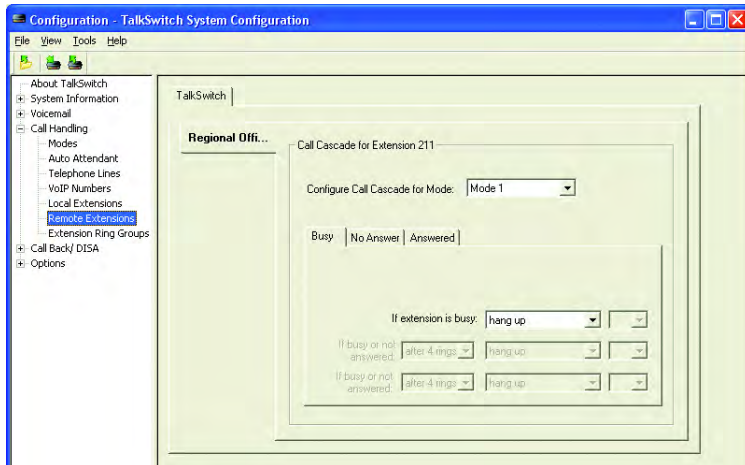 Configuration - TalkSwitch System Configuration
File View Tools Help
About TalkSwitch
System Information
Voicemail
Call Handling
Modes
Auto Attendant
Telephone Lines
VoIP Numbers
Local Extensions
Remote Extensions
Extension Ring Groups
Call Back/ DISA
Options
TalkSwitch
Regional Offi...
Call Cascade for Extension 211
Configure Call Cascade for Mode: Mode 1
Busy No Answer Answered
If extension is busy: hang up
If busy or not answered: after 4 rings hang up
If busy or not answered: after 4 rings hang up